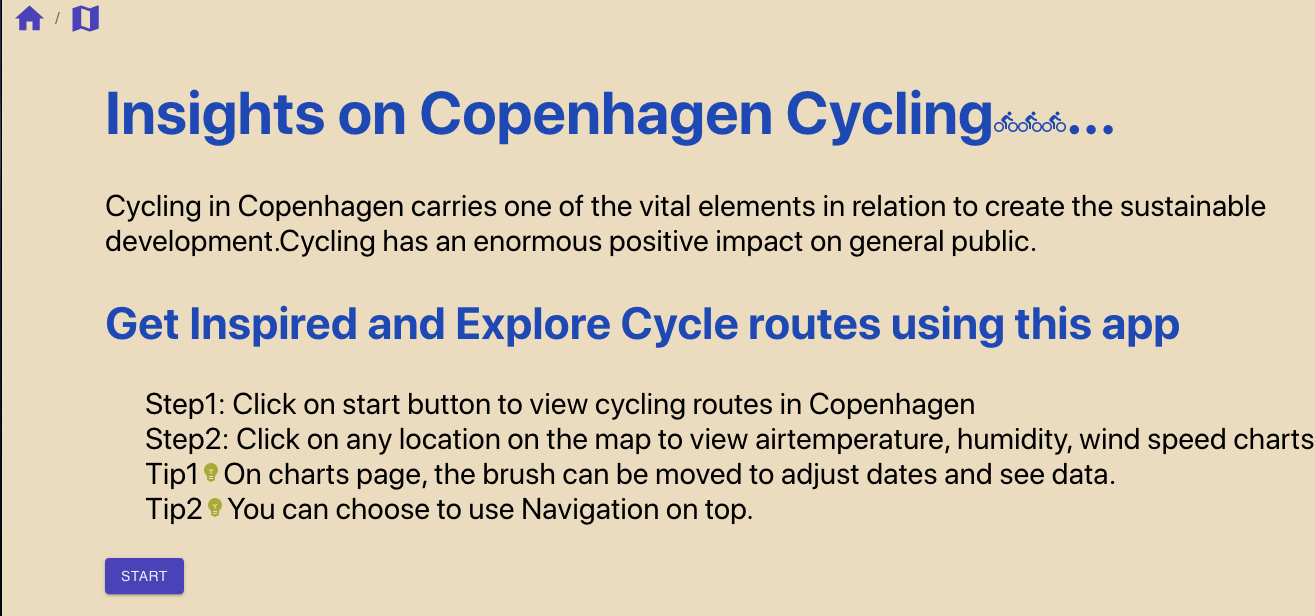 /
Insights on Copenhagen Cycling...
Cycling in Copenhagen carries one of the vital elements in relation to create the sustainable
development.Cycling has an enormous positive impact on general public.
Get Inspired and Explore Cycle routes using this app
Step1: Click on start button to view cycling routes in Copenhagen
Step2: Click on any location on the map to view airtemperature, humidity, wind speed charts
Tip1 On charts page, the brush can be moved to adjust dates and see data.
Tip2 You can choose to use Navigation on top.
START